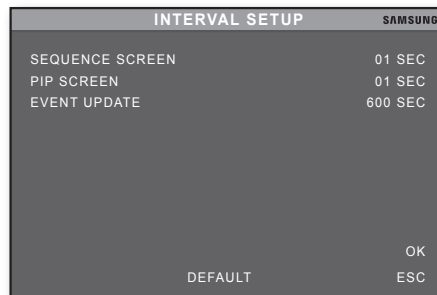 INTERVAL SETUP SAMSUNG
SEQUENCE SCREEN 01 SEC
PIP SCREEN 01 SEC
EVENT UPDATE 600 SEC
OK
DEFAULT ESC